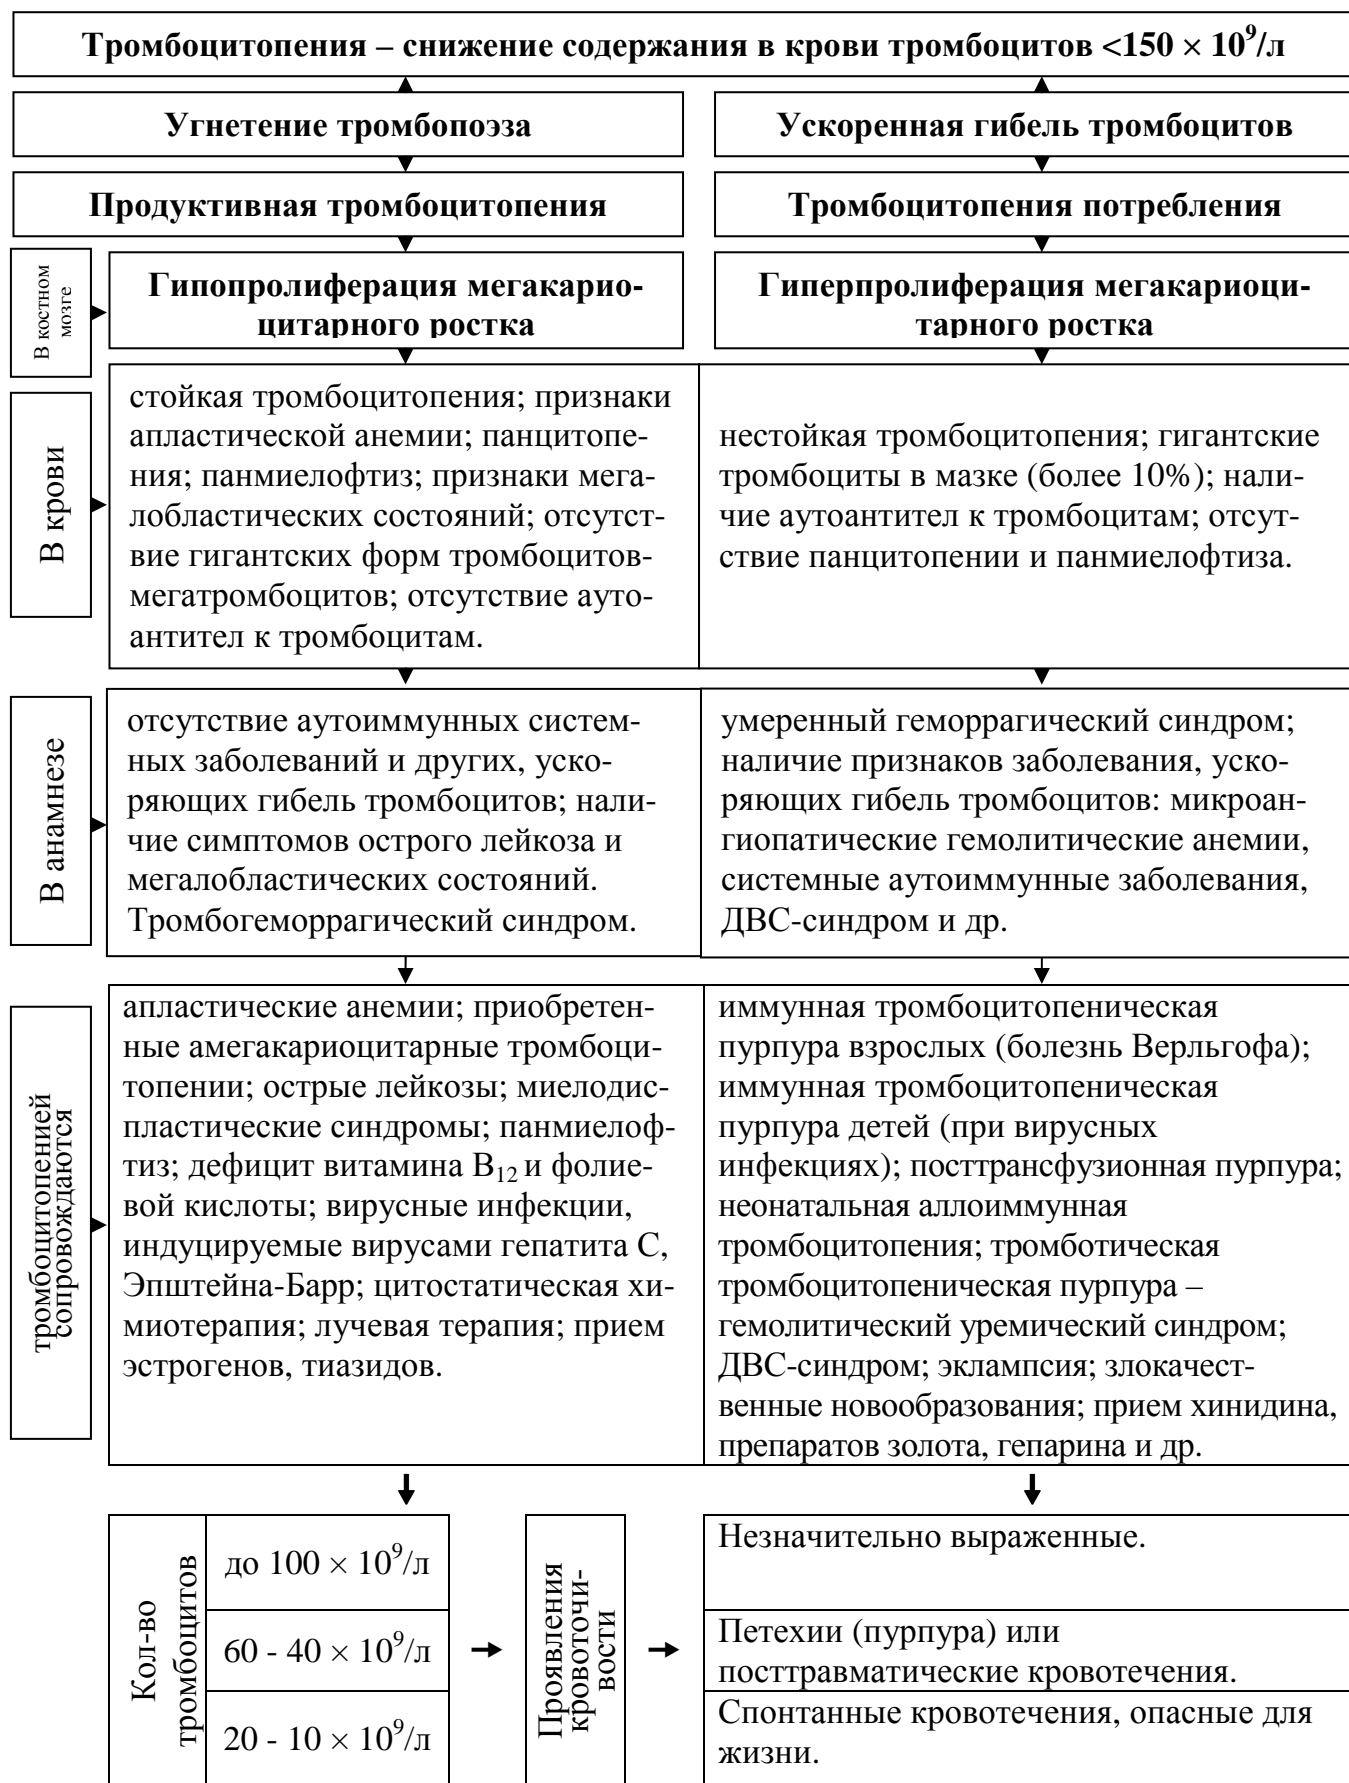 Тромбоцитопения – снижение содержания в крови тромбоцитов <150 × 10⁹/л
Угнетение тромбопоэза
Ускоренная гибель тромбоцитов
Продуктивная тромбоцитопения
Тромбоцитопения потребления
В костном
мозге
Гипопролиферация мегакарио-
цитарного ростка
Гиперпролиферация мегакариоци-
тарного ростка
В крови
стойкая тромбоцитопения; признаки
апластической анемии; панцитопе-
ния; панмиелофтиз; признаки мега-
лобластических состояний; отсутст-
вие гигантских форм тромбоцитов-
мегатромбоцитов; отсутствие ауто-
антител к тромбоцитам.
нестойкая тромбоцитопения; гигантские
тромбоциты в мазке (более 10%); нали-
чие аутоантител к тромбоцитам; отсут-
ствие панцитопении и панмиелофтиза.
В анамнезе
отсутствие аутоиммунных систем-
ных заболеваний и других, уско-
ряющих гибель тромбоцитов; нали-
чие симптомов острого лейкоза и
мегалобластических состояний.
Тромбогеморрагический синдром.
умеренный геморрагический синдром;
наличие признаков заболевания, уско-
ряющих гибель тромбоцитов: микроан-
гиопатические гемолитические анемии,
системные аутоиммунные заболевания,
ДВС-синдром и др.
тромбоцитопенией
сопровождаются
апластические анемии; приобретен-
ные амегакариоцитарные тромбоци-
топении; острые лейкозы; миелодис-
пластические синдромы; панмиелоф-
тиз; дефицит витамина В₁₂ и фолие-
вой кислоты; вирусные инфекции,
индуцируемые вирусами гепатита С,
Эпштейна-Барр; цитостатическая хи-
миотерапия; лучевая терапия; прием
эстрогенов, тиазидов.
иммунная тромбоцитопеническая
пурпура взрослых (болезнь Верльгофа);
иммунная тромбоцитопеническая
пурпура детей (при вирусных
инфекциях); посттрансфузионная пурпура;
неонатальная аллоиммунная
тромбоцитопения; тромботическая
тромбоцитопеническая пурпура –
гемолитический уремический синдром;
ДВС-синдром; эклампсия; злокачест-
венные новообразования; прием хинидина,
препаратов золота, гепарина и др.
Кол-во
тромбоцитов
до 100 × 10⁹/л
60 - 40 × 10⁹/л
20 - 10 × 10⁹/л
Проявления
кровоточи-
вости
Незначительно выраженные.
Петехии (пурпура) или
посттравматические кровотечения.
Спонтанные кровотечения, опасные для
жизни.